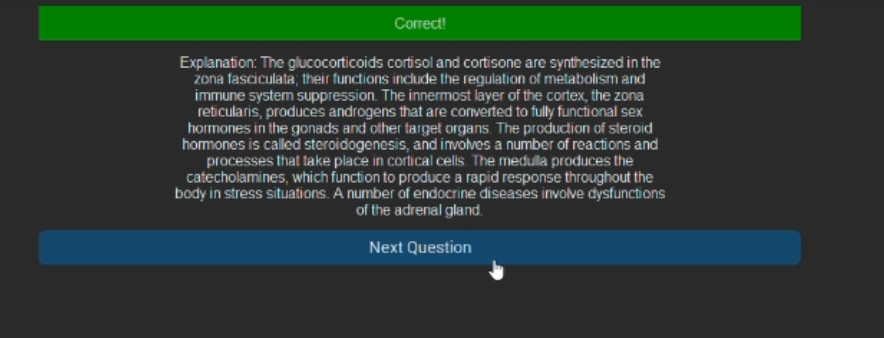 Correct!
Explanation: The glucocorticoids cortisol and cortisone are synthesized in the
zona fasciculata; their functions include the regulation of metabolism and
immune system suppression. The innermost layer of the cortex, the zona
reticularis, produces androgens that are converted to fully functional sex
hormones in the gonads and other target organs. The production of steroid
hormones is called steroidogenesis, and involves a number of reactions and
processes that take place in cortical cells. The medulla produces the
catecholamines, which function to produce a rapid response throughout the
body in stress situations. A number of endocrine diseases involve dysfunctions
of the adrenal gland.
Next Question